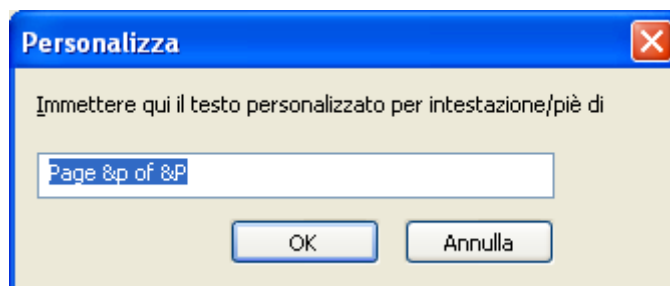 Personalizza
Immettere qui il testo personalizzato per intestazione/piè di
Page &p of &P
OK
Annulla